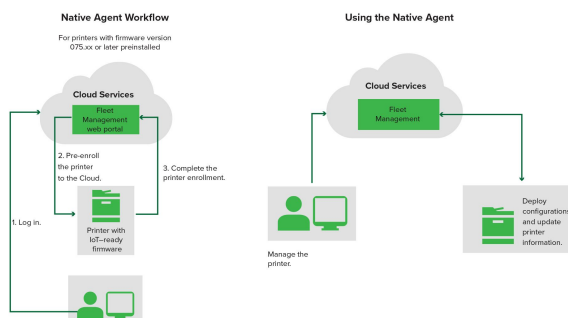 Native Agent Workflow
For printers with firmware version
075.xx or later preinstalled
Cloud Services
Fleet
Management
web portal
2. Pre-enroll
the printer
to the Cloud.
3. Complete the
printer enrollment.
1. Log in.
Printer with
IoT–ready
firmware
Using the Native Agent
Cloud Services
Fleet
Management
Manage the
printer.
Deploy
configurations
and update
printer
information.